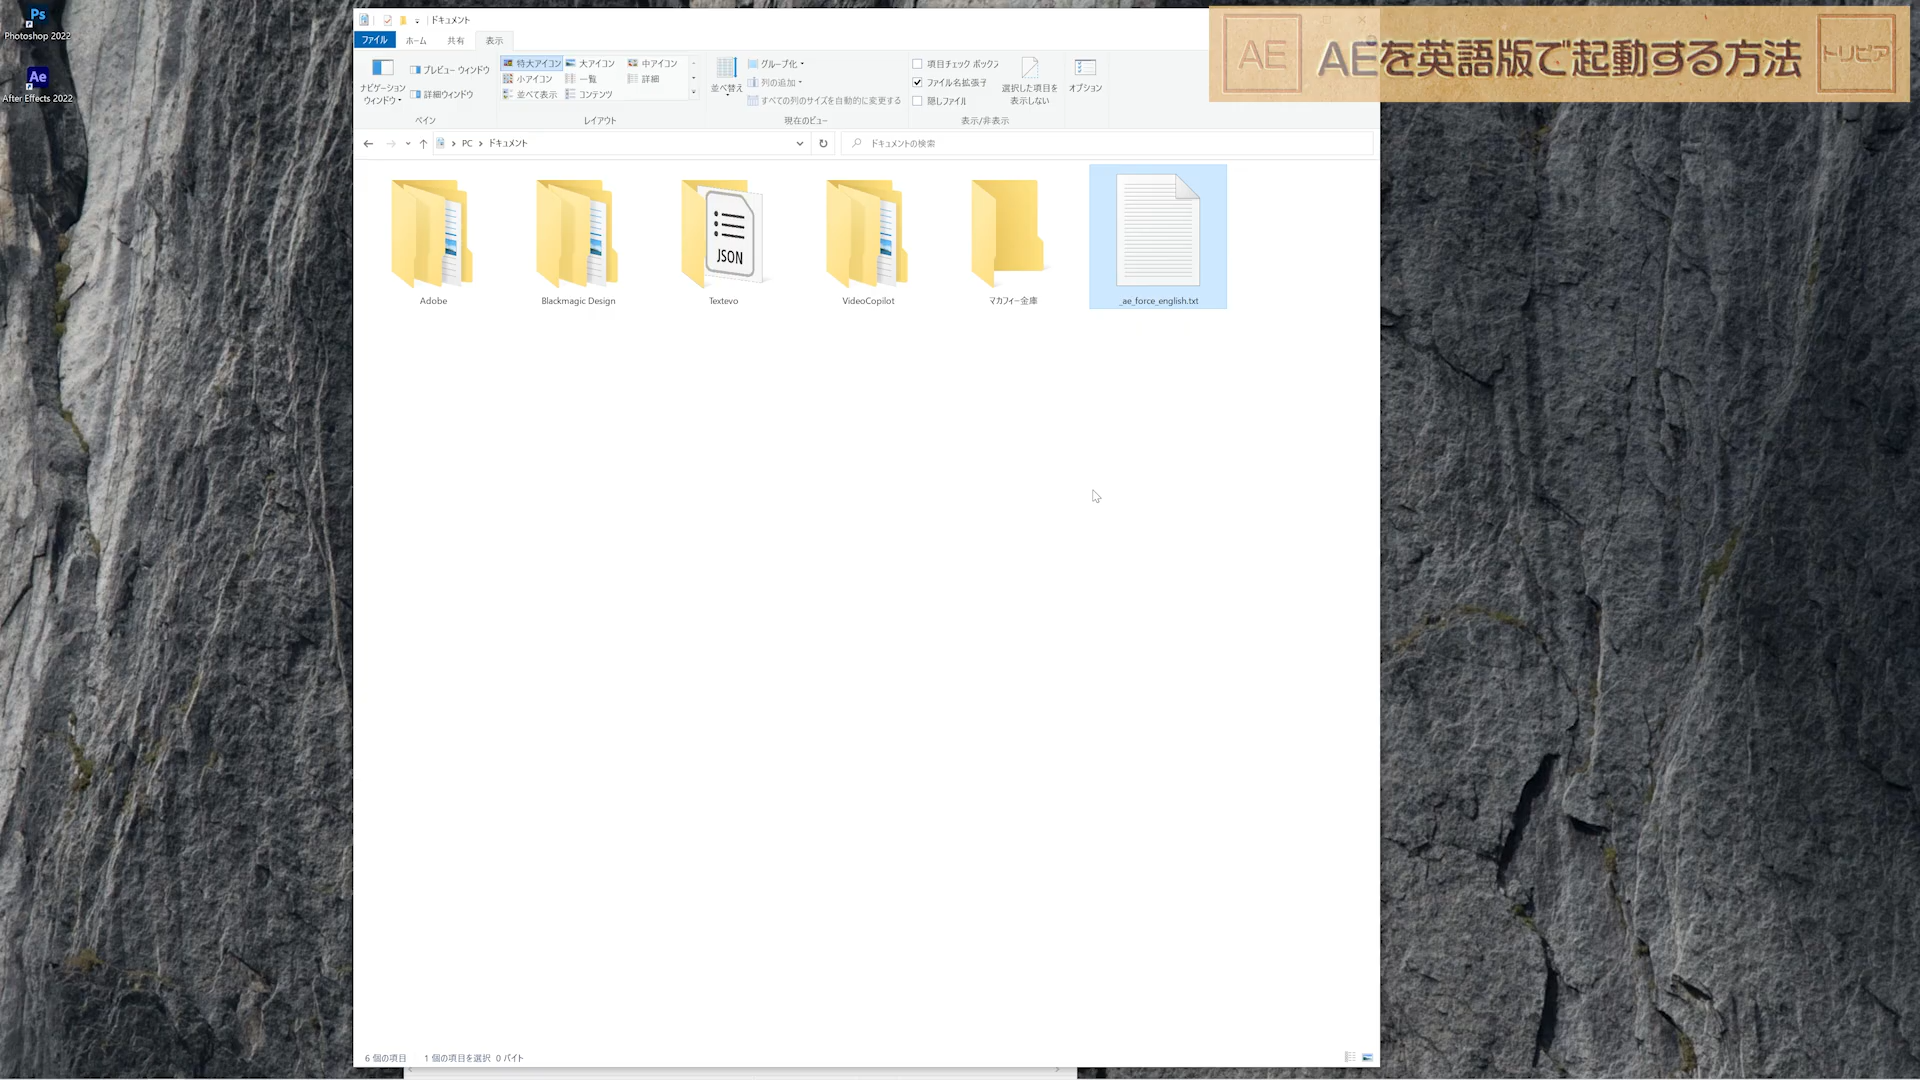 Photoshop 2022
After Effects 2022
ドキュメント
ファイル
ホーム
共有
表示
ナビゲーション
ウィンドウ
プレビュー ウィンドウ
詳細ウィンドウ
ペイン
特大アイコン
大アイコン
中アイコン
小アイコン
一覧
詳細
並べて表示
コンテンツ
レイアウト
並べ替え
グループ化
列の追加
すべての列のサイズを自動的に変更する
現在のビュー
項目チェック ボックス
ファイル名拡張子
隠しファイル
選択した項目を
表示しない
表示/非表示
オプション
AE
AEを英語版で起動する方法
トリビア
PC
ドキュメント
ドキュメントの検索
JSON
Adobe
Blackmagic Design
Textevo
VideoCopilot
マカフィー金庫
_ae_force_english.txt
6 個の項目
1 個の項目を選択 0 バイト